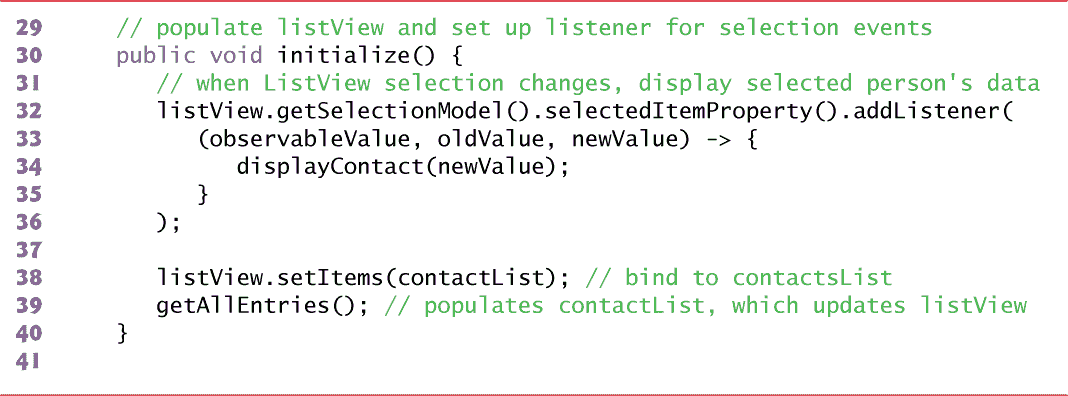 29 // populate listView and set up listener for selection events
30 public void initialize() {
31 // when ListView selection changes, display selected person's data
32 listView.getSelectionModel().selectedItemProperty().addListener(
33 (observableValue, oldValue, newValue) -> {
34 displayContact(newValue);
35 }
36 );
37
38 listView.setItems(contactList); // bind to contactsList
39 getAllEntries(); // populates contactList, which updates listView
40 }
41